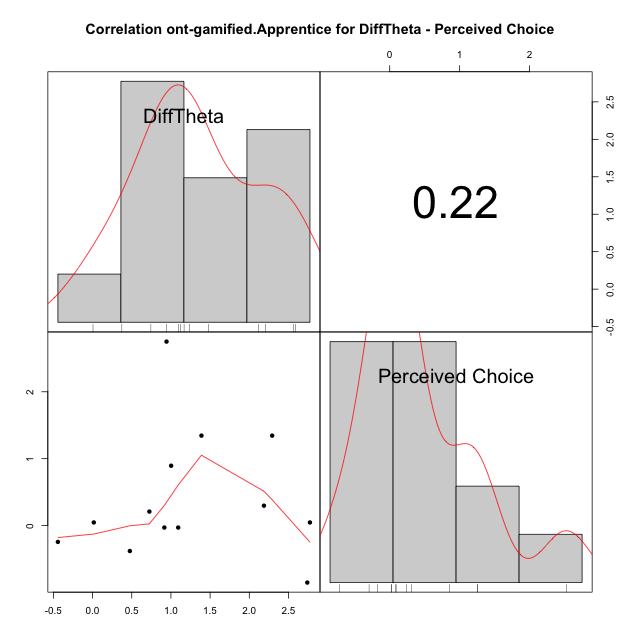 Correlation ont-gamified.Apprentice for DiffTheta - Perceived Choice
0 1 2
DiffTheta
0.22
-0.5 0.0 0.5 1.0 1.5 2.0 2.5
Perceived Choice
0 1 2
-0.5 0.0 0.5 1.0 1.5 2.0 2.5